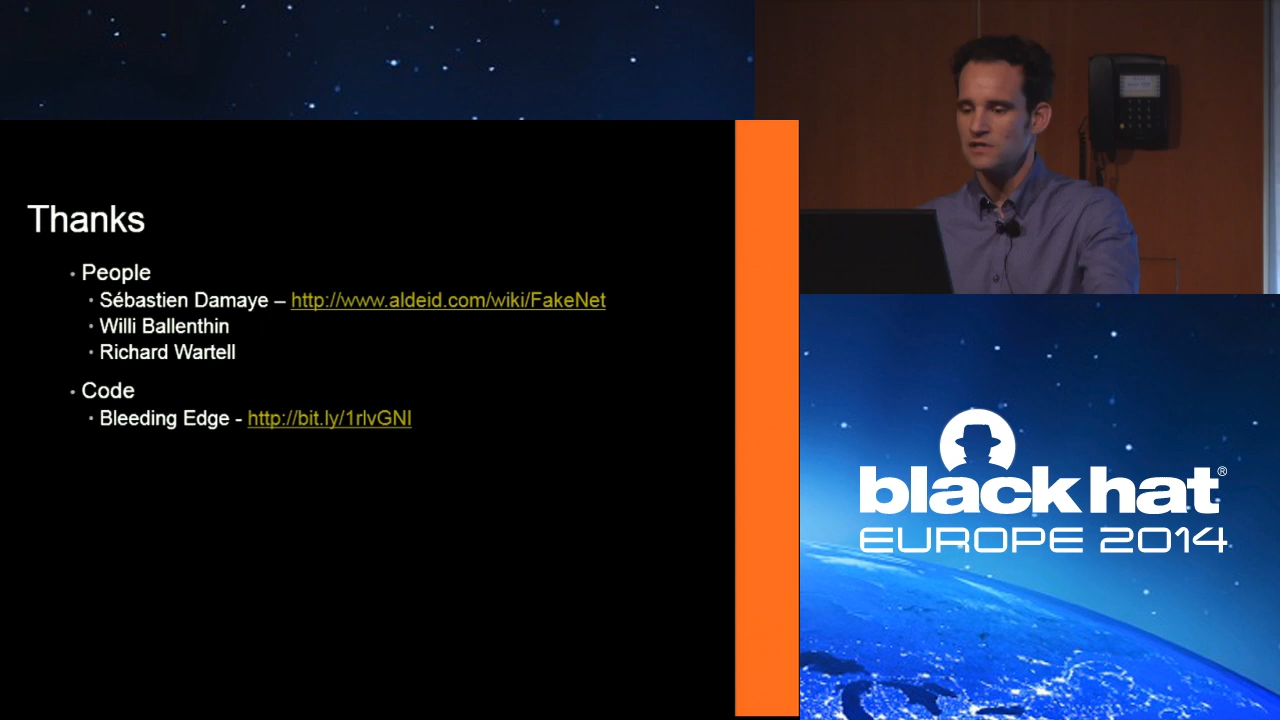 Thanks
• People
• Sébastien Damaye – http://www.aldeid.com/wiki/FakeNet
• Willi Ballenthin
• Richard Wartell
• Code
• Bleeding Edge - http://bit.ly/1rlvGNI
black hat®
EUROPE 2014